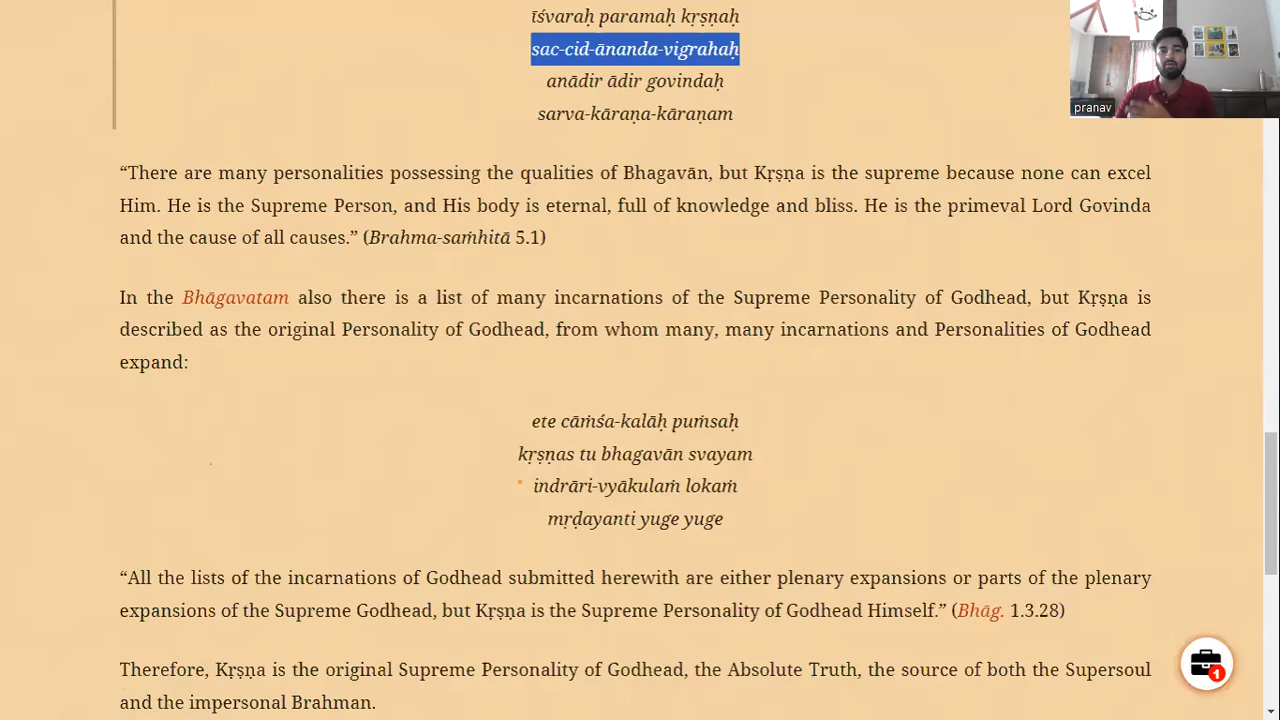 īśvaraḥ paramaḥ kṛṣṇaḥ
sac-cid-ānanda-vigrahaḥ
anādir ādir govindaḥ
sarva-kāraṇa-kāraṇam
pranav
“There are many personalities possessing the qualities of Bhagavān, but Kṛṣṇa is the supreme because none can excel
Him. He is the Supreme Person, and His body is eternal, full of knowledge and bliss. He is the primeval Lord Govinda
and the cause of all causes.” (Brahma-saṁhitā 5.1)
In the Bhāgavatam also there is a list of many incarnations of the Supreme Personality of Godhead, but Kṛṣṇa is
described as the original Personality of Godhead, from whom many, many incarnations and Personalities of Godhead
expand:
ete cāṁśa-kalāḥ puṁsaḥ
kṛṣṇas tu bhagavān svayam
indrāri-vyākulaṁ lokaṁ
mṛḍayanti yuge yuge
“All the lists of the incarnations of Godhead submitted herewith are either plenary expansions or parts of the plenary
expansions of the Supreme Godhead, but Kṛṣṇa is the Supreme Personality of Godhead Himself.” (Bhāg. 1.3.28)
Therefore, Kṛṣṇa is the original Supreme Personality of Godhead, the Absolute Truth, the source of both the Supersoul
and the impersonal Brahman.
1